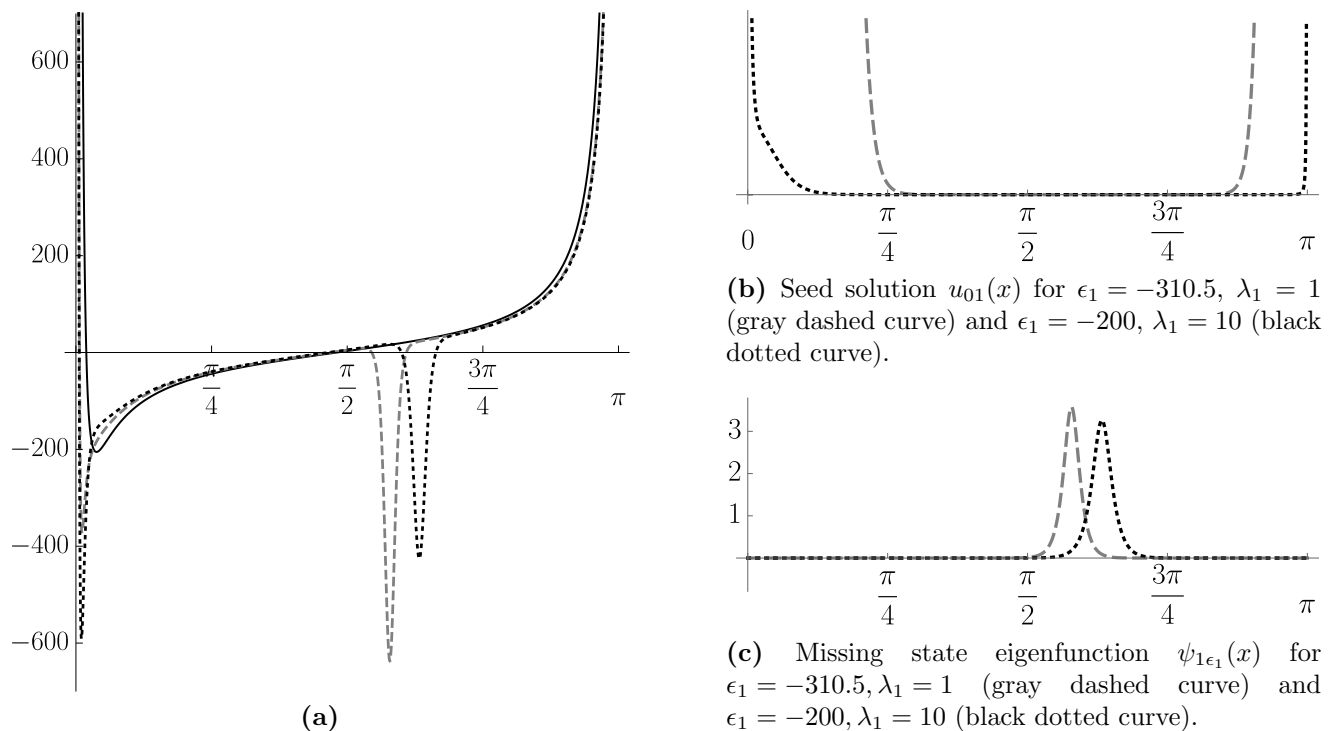 600
400
200
−200
−400
−600
π/4
π/2
3π/4
π
(a)
0
π/4
π/2
3π/4
π
(b) Seed solution u₀₁(x) for ϵ₁ = −310.5, λ₁ = 1
(gray dashed curve) and ϵ₁ = −200, λ₁ = 10 (black
dotted curve).
3
2
1
π/4
π/2
3π/4
π
(c) Missing state eigenfunction ψ₁ϵ₁(x) for
ϵ₁ = −310.5, λ₁ = 1 (gray dashed curve) and
ϵ₁ = −200, λ₁ = 10 (black dotted curve).